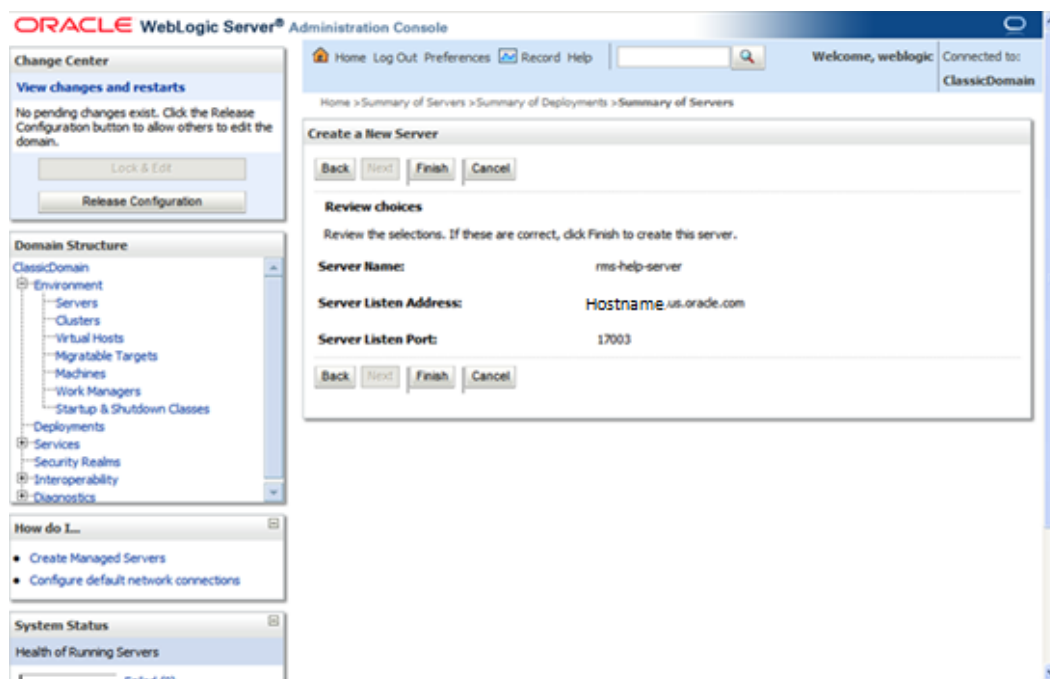 ORACLE WebLogic Server® Administration Console
Change Center
View changes and restarts
No pending changes exist. Click the Release
Configuration button to allow others to edit the
domain.
Lock & Edit
Release Configuration
Domain Structure
ClassicDomain
Environment
Servers
Clusters
Virtual Hosts
Migratable Targets
Machines
Work Managers
Startup & Shutdown Classes
Deployments
Services
Security Realms
Interoperability
Diagnostics
How do I...
Create Managed Servers
Configure default network connections
System Status
Health of Running Servers
Home Log Out Preferences Record Help
Welcome, weblogic
Connected to:
ClassicDomain
Home >Summary of Servers >Summary of Deployments >Summary of Servers
Create a New Server
Back Next Finish Cancel
Review choices
Review the selections. If these are correct, click Finish to create this server.
Server Name: rms-help-server
Server Listen Address: Hostname.us.oracle.com
Server Listen Port: 17003
Back Next Finish Cancel